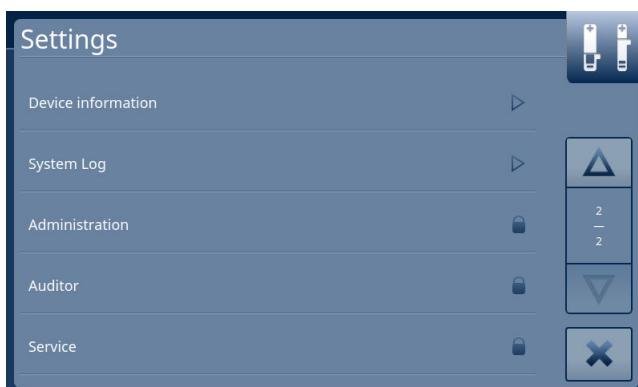 Settings
Device information
System Log
Administration
Auditor
Service
2
2